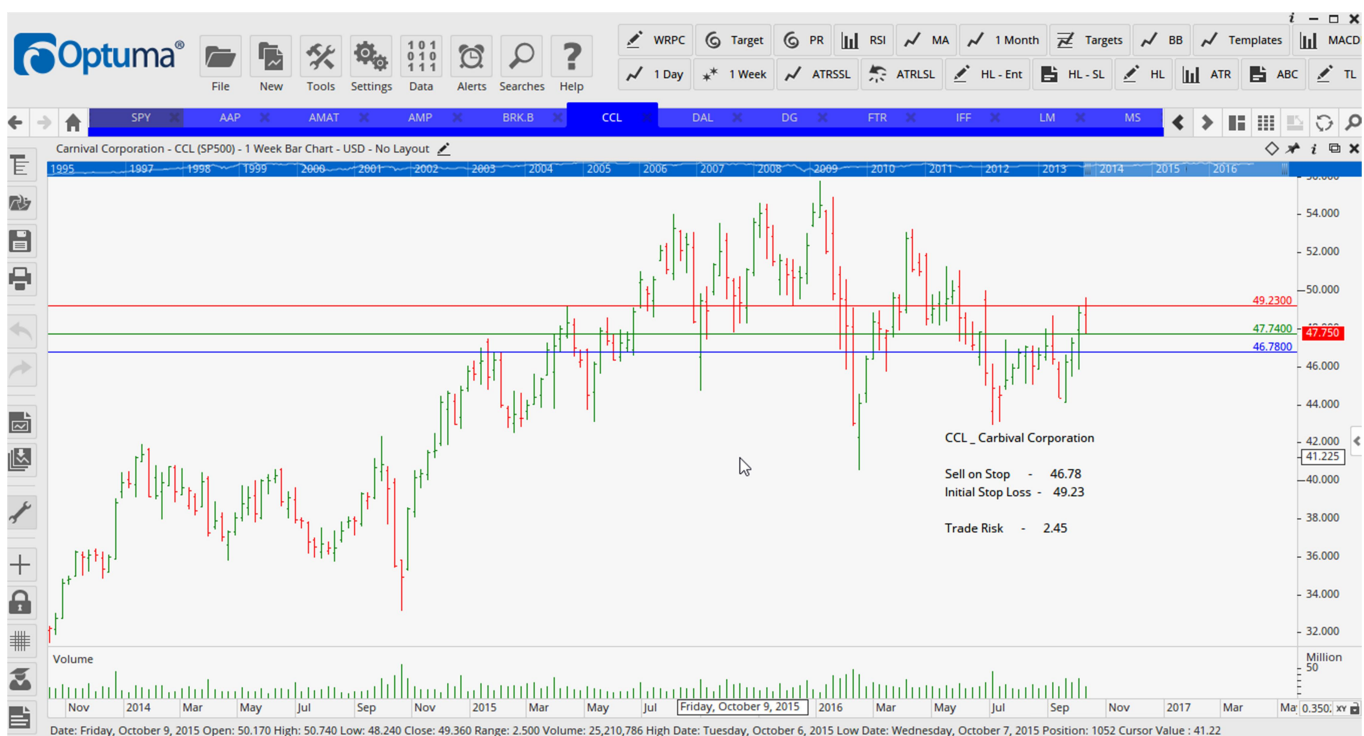 i
Optuma®
File New Tools Settings Data Alerts Searches Help
WRPC Target PR RSI MA 1 Month Targets BB Templates MACD
1 Day 1 Week ATRSSL ATRLSL HL - Ent HL - SL HL ATR ABC TL
SPY AAP AMAT AMP BRK.B CCL DAL DG FTR IFF LM MS
Carnival Corporation - CCL (SP500) - 1 Week Bar Chart - USD - No Layout
1995 1997 1998 1999 2000 2001 2002 2003 2004 2005 2006 2007 2008 2009 2010 2011 2012 2013 2014 2015 2016
54.000
52.000
50.000
49.2300
47.7400
47.750
46.7800
46.000
44.000
CCL _ Carbival Corporation
42.000
41.225
Sell on Stop - 46.78
40.000
Initial Stop Loss - 49.23
Trade Risk - 2.45
38.000
36.000
34.000
32.000
Volume
Million
50
Nov 2014 Mar May Jul Sep Nov 2015 Mar May Jul Friday, October 9, 2015 2016 Mar May Jul Sep Nov 2017 Mar 0.350 XY
Date: Friday, October 9, 2015 Open: 50.170 High: 50.740 Low: 48.240 Close: 49.360 Range: 2.500 Volume: 25,210,786 High Date: Tuesday, October 6, 2015 Low Date: Wednesday, October 7, 2015 Position: 1052 Cursor Value : 41.22